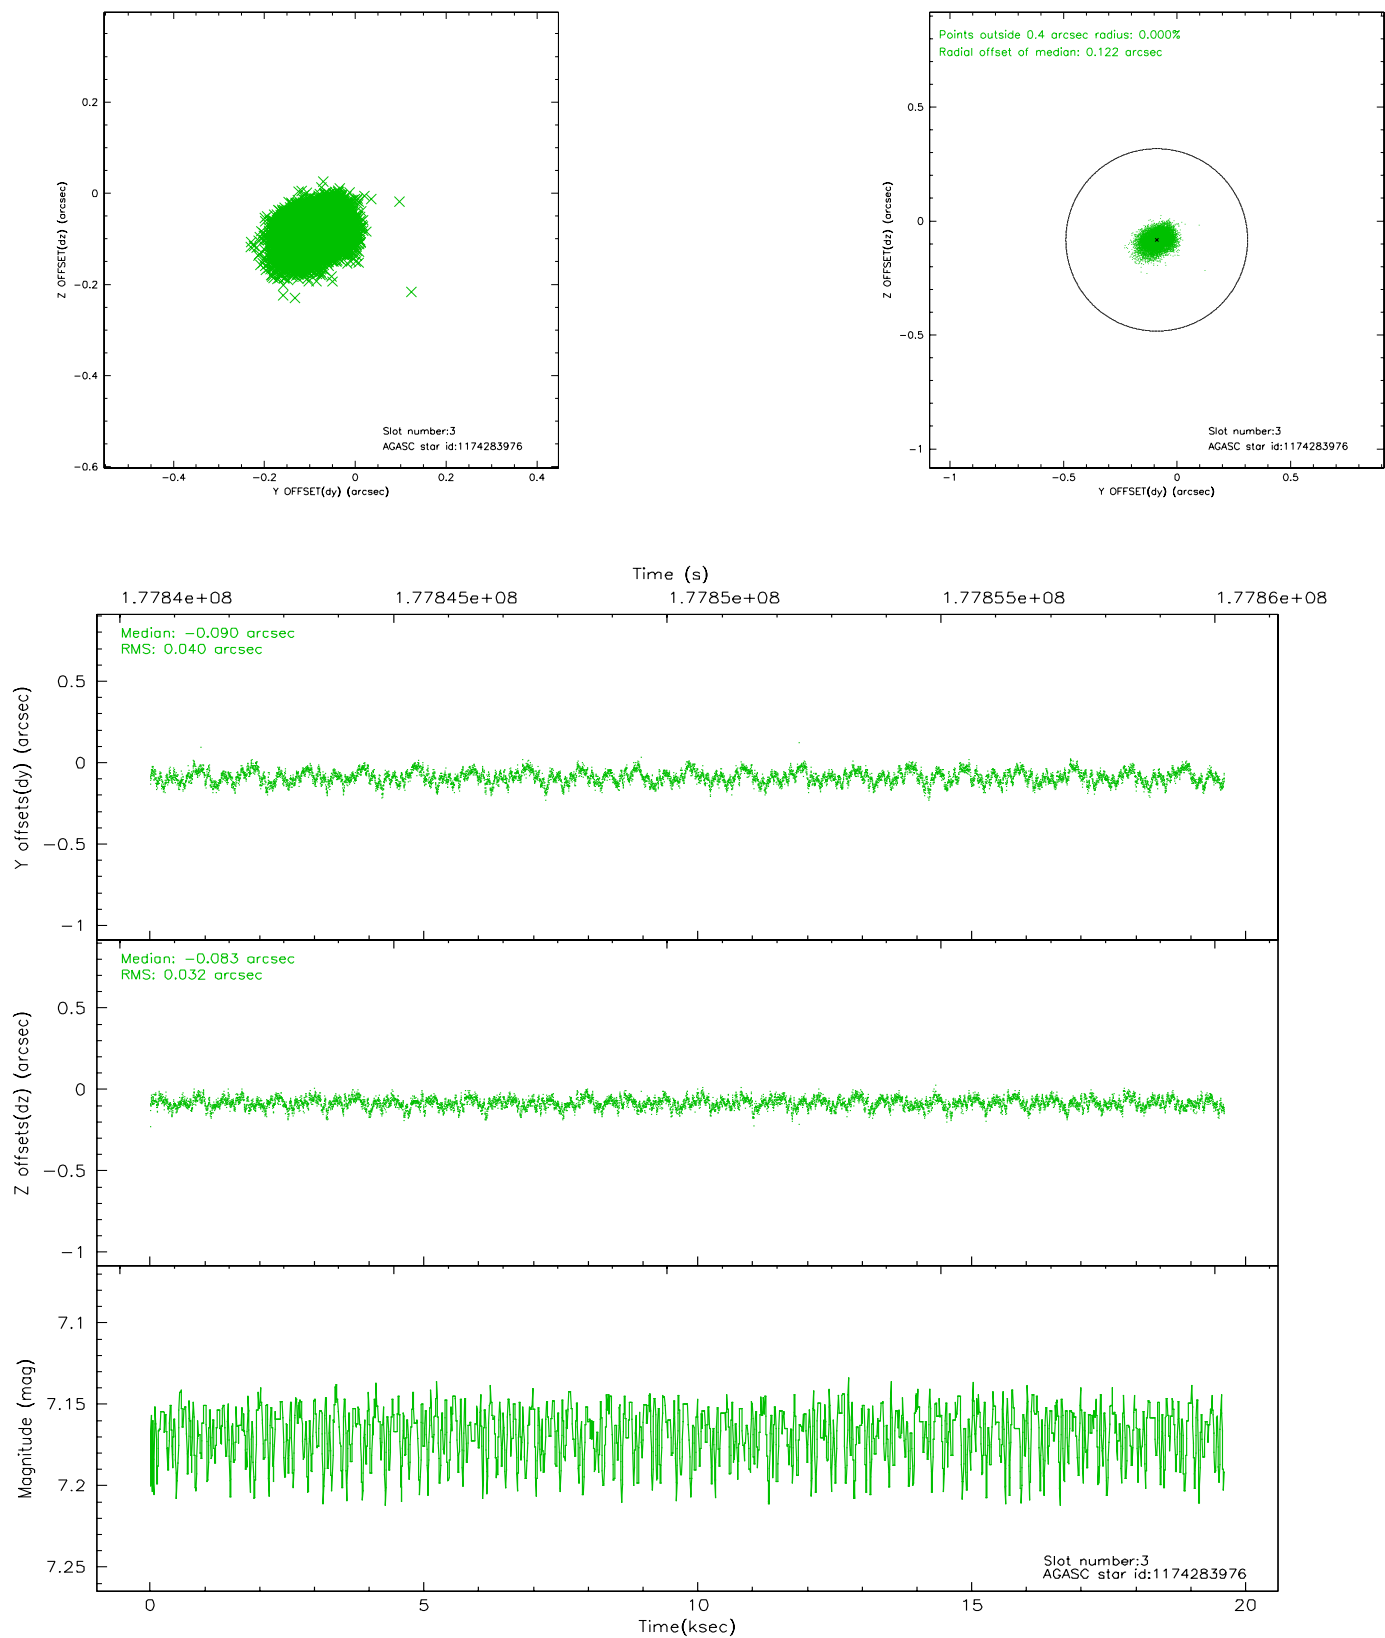 0.2
0
−0.2
−0.4
−0.6
Z OFFSET(dz) (arcsec)
Slot number:3
AGASC star id:1174283976
−0.4
−0.2
0
0.2
0.4
Y OFFSET(dy) (arcsec)
Points outside 0.4 arcsec radius: 0.000%
Radial offset of median: 0.122 arcsec
0.5
0
−0.5
−1
Z OFFSET(dz) (arcsec)
Slot number:3
AGASC star id:1174283976
−1
−0.5
0
0.5
Y OFFSET(dy) (arcsec)
Time (s)
1.7784e+08
1.77845e+08
1.7785e+08
1.77855e+08
1.7786e+08
Median: −0.090 arcsec
RMS: 0.040 arcsec
0.5
0
−0.5
−1
Y offsets(dy) (arcsec)
Median: −0.083 arcsec
RMS: 0.032 arcsec
0.5
0
−0.5
−1
Z offsets(dz) (arcsec)
7.1
7.15
7.2
7.25
Magnitude (mag)
Slot number:3
AGASC star id:1174283976
0
5
10
15
20
Time(ksec)